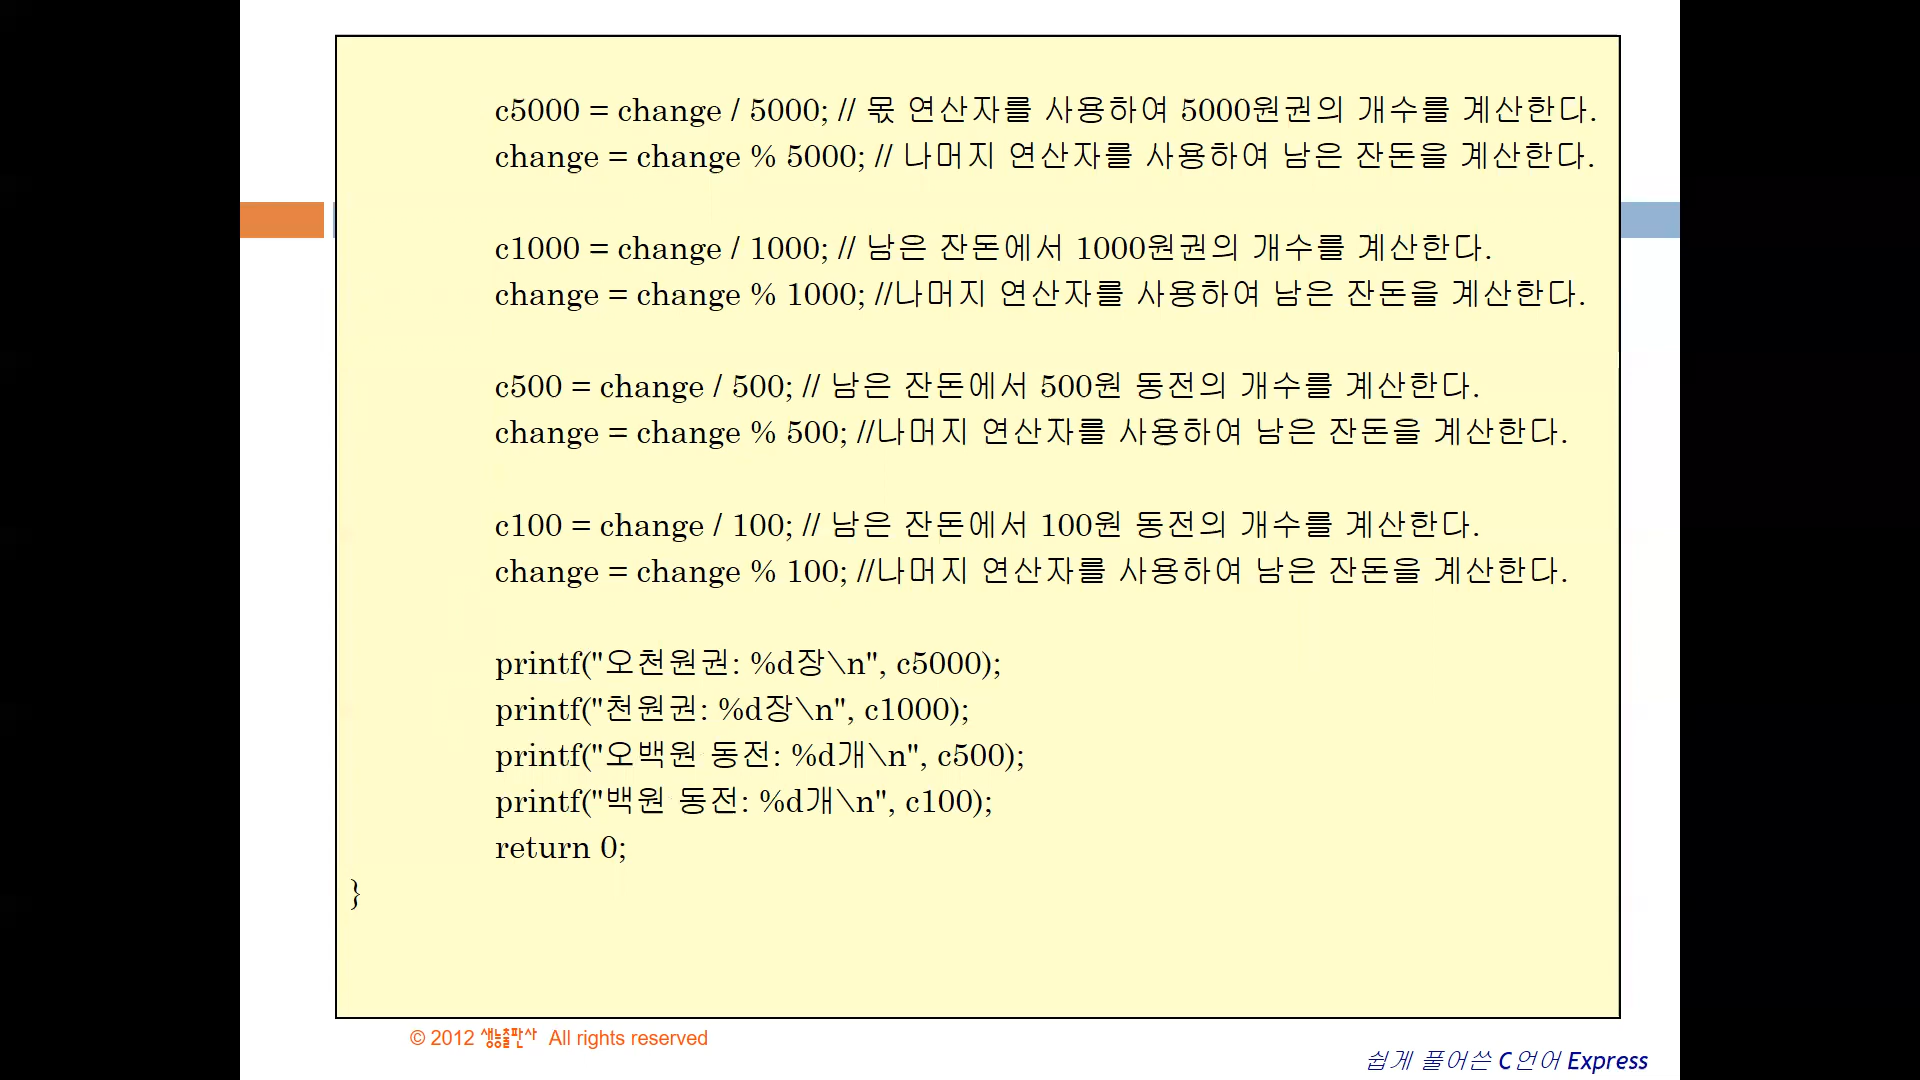 c5000 = change / 5000; // 몫 연산자를 사용하여 5000원권의 개수를 계산한다.
change = change % 5000; // 나머지 연산자를 사용하여 남은 잔돈을 계산한다.
c1000 = change / 1000; // 남은 잔돈에서 1000원권의 개수를 계산한다.
change = change % 1000; //나머지 연산자를 사용하여 남은 잔돈을 계산한다.
c500 = change / 500; // 남은 잔돈에서 500원 동전의 개수를 계산한다.
change = change % 500; //나머지 연산자를 사용하여 남은 잔돈을 계산한다.
c100 = change / 100; // 남은 잔돈에서 100원 동전의 개수를 계산한다.
change = change % 100; //나머지 연산자를 사용하여 남은 잔돈을 계산한다.
printf("오천원권: %d장\n", c5000);
printf("천원권: %d장\n", c1000);
printf("오백원 동전: %d개\n", c500);
printf("백원 동전: %d개\n", c100);
return 0;
}
© 2012 생능출판사 All rights reserved
쉽게 풀어쓴 C언어 Express